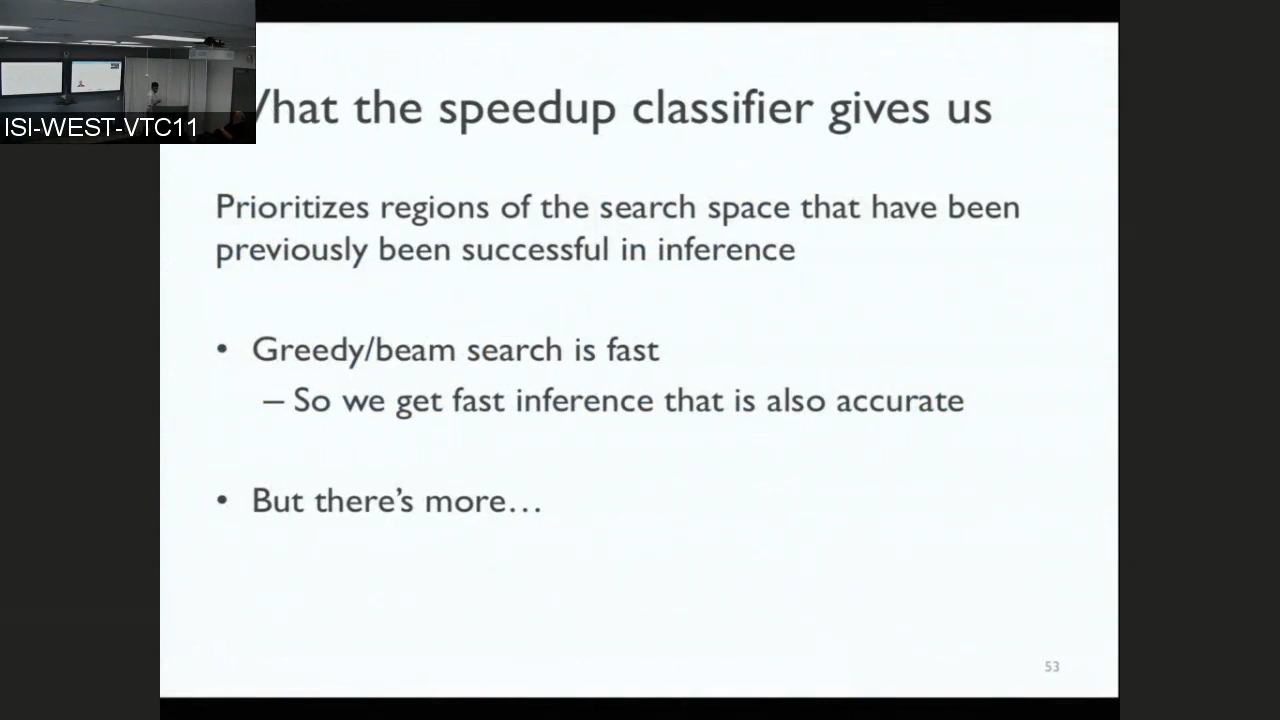 ISI-WEST-VTC11
What the speedup classifier gives us
Prioritizes regions of the search space that have been
previously been successful in inference
• Greedy/beam search is fast
– So we get fast inference that is also accurate
• But there's more…
53